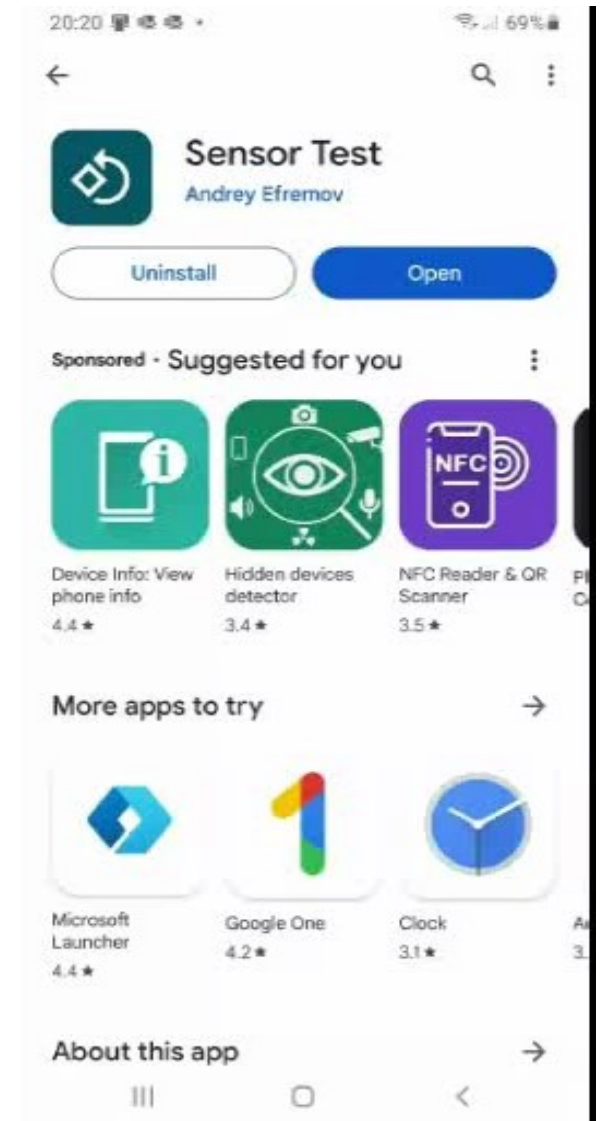 20:20
69%
Sensor Test
Andrey Efremov
Uninstall
Open
Sponsored · Suggested for you
NFC
Device Info: View
phone info
4.4★
Hidden devices
detector
3.4★
NFC Reader & QR
Scanner
3.5★
More apps to try
Microsoft
Launcher
4.4★
Google One
4.2★
Clock
3.1★
About this app